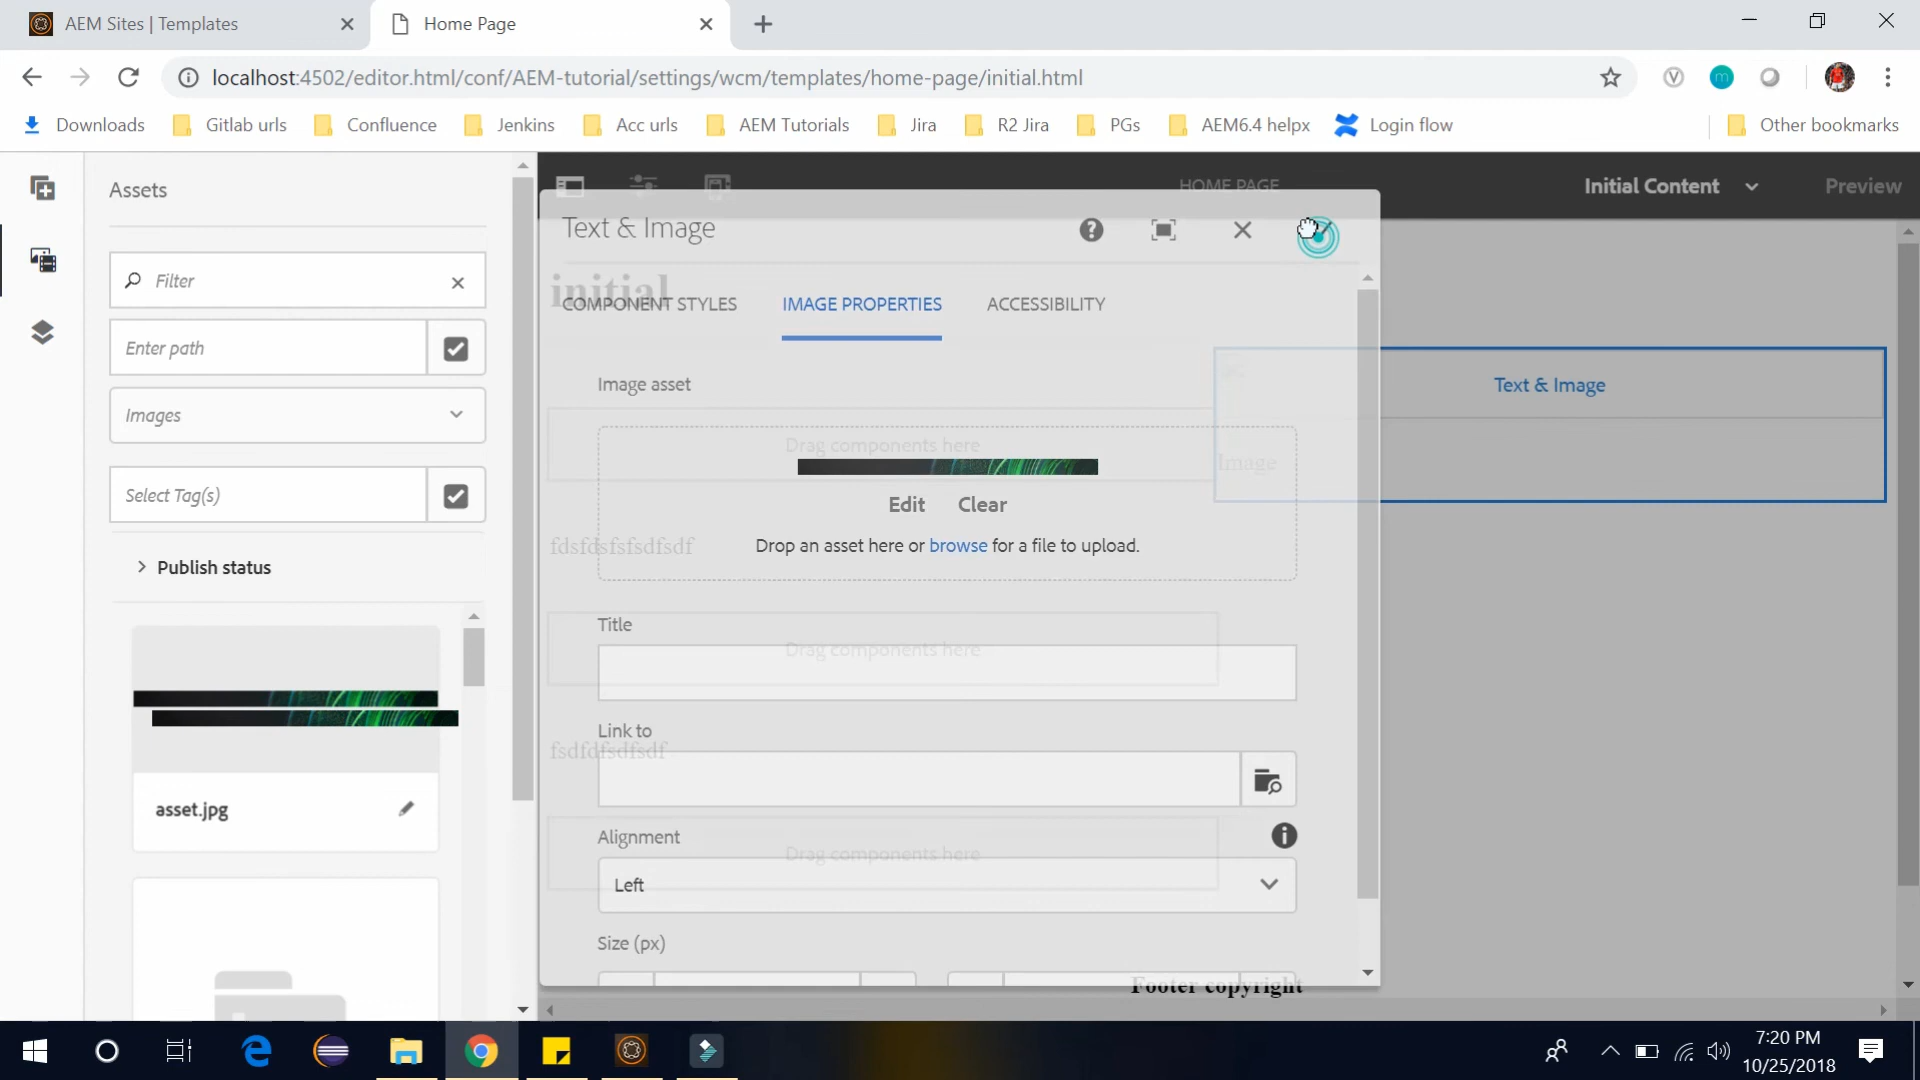 AEM Sites | Templates
Home Page
localhost:4502/editor.html/conf/AEM-tutorial/settings/wcm/templates/home-page/initial.html
Downloads
Gitlab urls
Confluence
Jenkins
Acc urls
AEM Tutorials
Jira
R2 Jira
PGs
AEM6.4 helpx
Login flow
Other bookmarks
Assets
HOME PAGE
Initial Content
Preview
Text & Image
Filter
initial
COMPONENT STYLES
IMAGE PROPERTIES
ACCESSIBILITY
Enter path
Image asset
Text & Image
Images
Drag components here
Image
Select Tag(s)
Edit Clear
fdsfdsfsfsdfsdf
Drop an asset here or browse for a file to upload.
Publish status
Title
Drag components here
Link to
fsdfdfsdfsdf
asset.jpg
Alignment
Drag components here
Left
Size (px)
Footer copyright
7:20 PM
10/25/2018